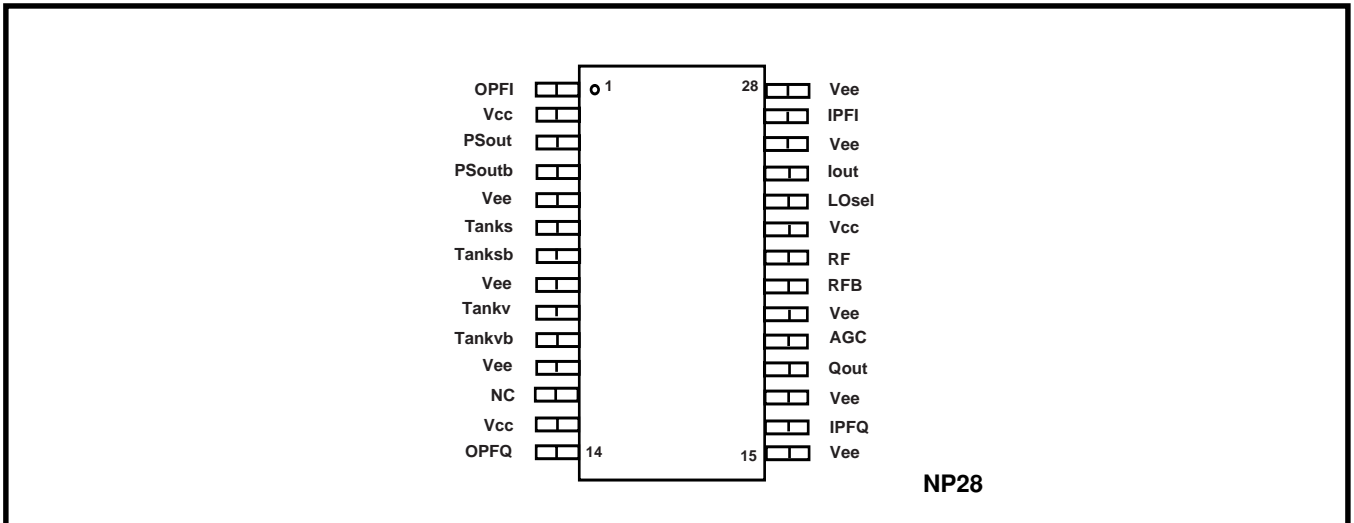 OPFI 1 28 Vee
Vcc IPFI
PSout Vee
PSoutb Iout
Vee LOsel
Tanks Vcc
Tanksb RF
Vee RFB
Tankv Vee
Tankvb AGC
Vee Qout
NC Vee
Vcc IPFQ
OPFQ 14 15 Vee
NP28